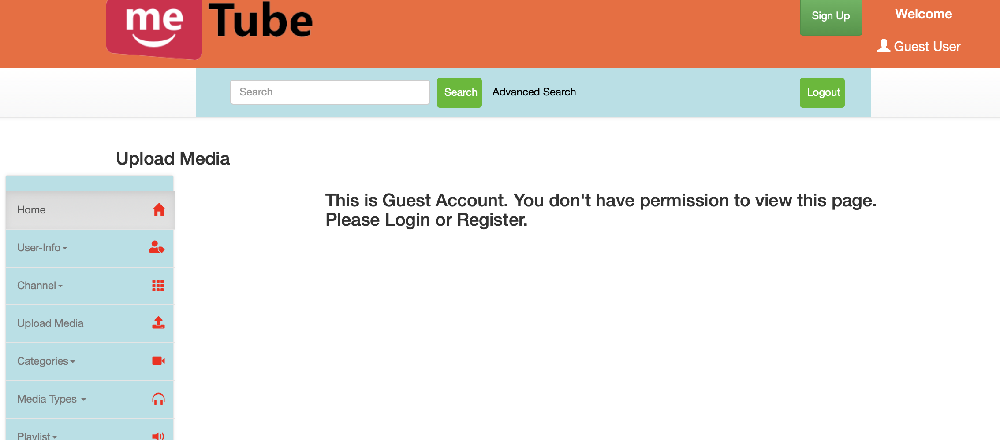 me Tube
Sign Up
Welcome
Guest User
Search
Search
Advanced Search
Logout
Upload Media
This is Guest Account. You don't have permission to view this page.
Please Login or Register.
Home
User-Info
Channel
Upload Media
Categories
Media Types
Playlist